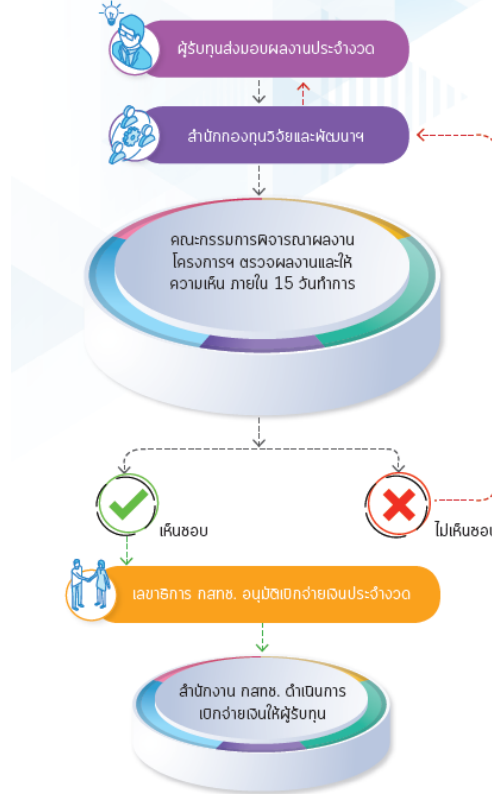 ผู้รับทุนส่งมอบผลงานประจำงวด
สำนักกองทุนวิจัยและพัฒนาฯ
คณะกรรมการพิจารณาผลงาน
โครงการฯ ตรวจผลงานและให้
ความเห็น ภายใน 15 วันทำการ
เห็นชอบ
ไม่เห็นชอบ
เลขาธิการ กสทช. อนุมัติเบิกจ่ายเงินประจำงวด
สำนักงาน กสทช. ดำเนินการ
เบิกจ่ายเงินให้ผู้รับทุน